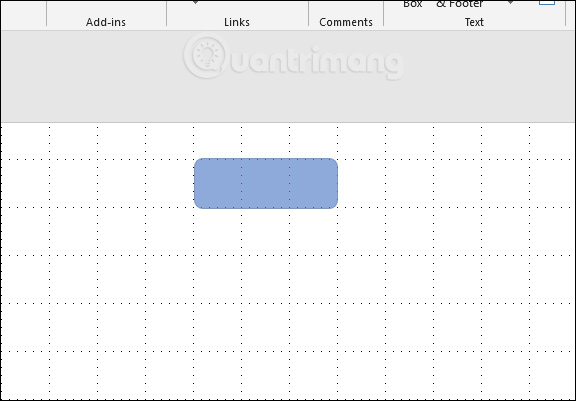 Box & Footer
Add-ins Links Comments Text
Quantrimang